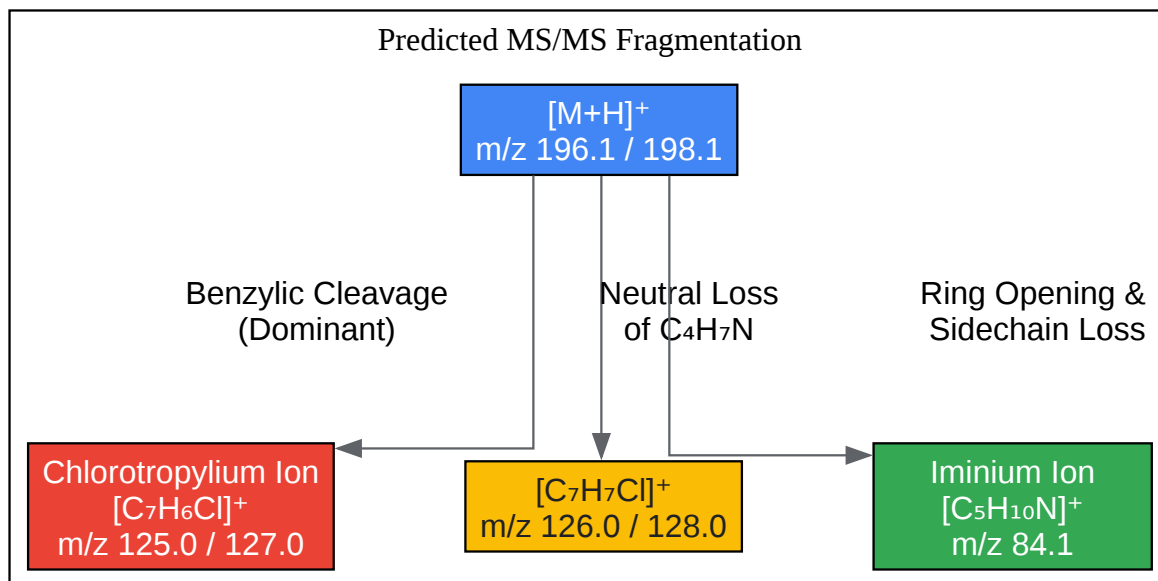 Predicted MS/MS Fragmentation
[M+H]⁺
m/z 196.1 / 198.1
Benzylic Cleavage
(Dominant)
Neutral Loss
of C₄H₇N
Ring Opening &
Sidechain Loss
Chlorotropylium Ion
[C₇H₆Cl]⁺
m/z 125.0 / 127.0
[C₇H₇Cl]⁺
m/z 126.0 / 128.0
Iminium Ion
[C₅H₁₀N]⁺
m/z 84.1